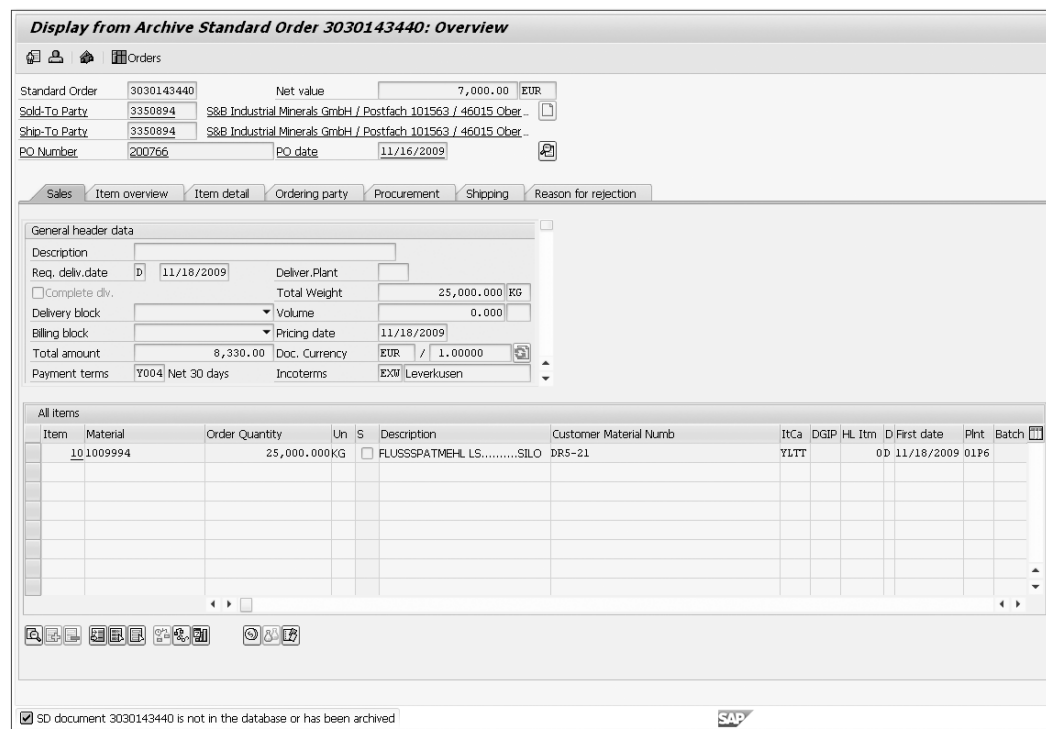 Display from Archive Standard Order 3030143440: Overview
Orders
Standard Order 3030143440 Net value 7,000.00 EUR
Sold-To Party 3350894 S&B Industrial Minerals GmbH / Postfach 101563 / 46015 Ober...
Ship-To Party 3350894 S&B Industrial Minerals GmbH / Postfach 101563 / 46015 Ober...
PO Number 200766 PO date 11/16/2009
Sales Item overview Item detail Ordering party Procurement Shipping Reason for rejection
General header data
Description
Req. deliv.date D 11/18/2009 Deliver.Plant
Complete dlv. Total Weight 25,000.000 KG
Delivery block Volume 0.000
Billing block Pricing date 11/18/2009
Total amount 8,330.00 Doc. Currency EUR / 1.00000
Payment terms Y004 Net 30 days Incoterms EXW Leverkusen
All items
Item Material Order Quantity Un S Description Customer Material Numb ItCa DGIP HL Itm D First date Plnt Batch
10 1009994 25,000.000 KG FLUSSSPATMEHL LS..........SILO DR5-21 YLTT 0 D 11/18/2009 01P6
SD document 3030143440 is not in the database or has been archived
SAP